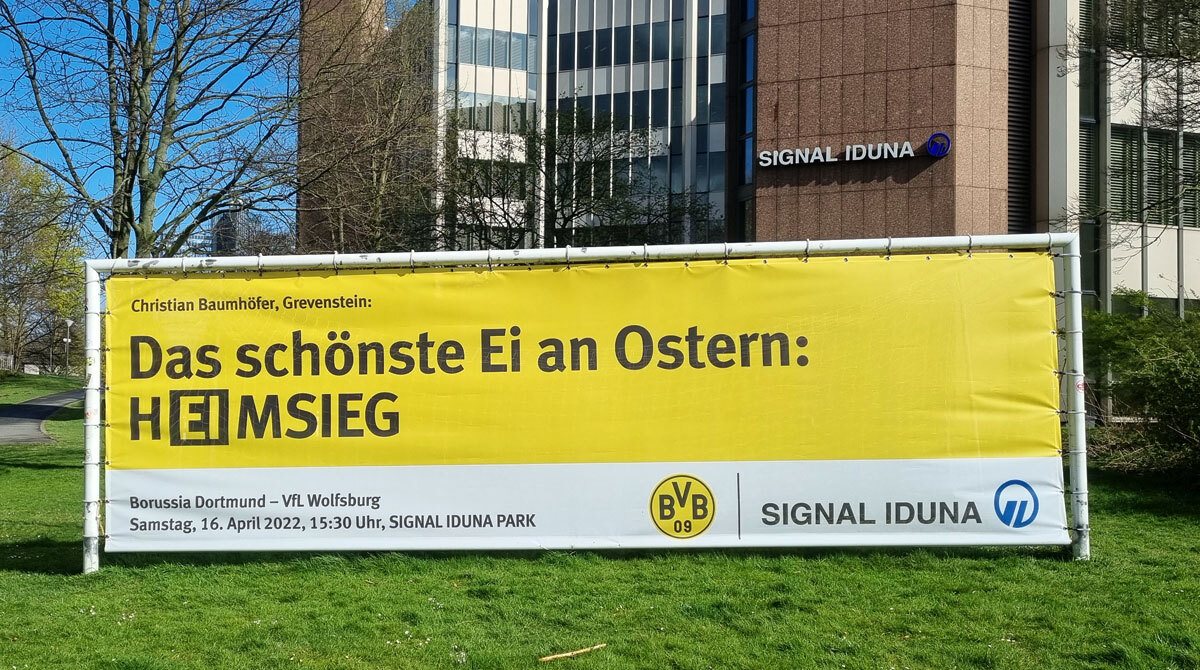 SIGNAL IDUNA
Christian Baumhöfer, Grevenstein:
Das schönste Ei an Ostern:
HEIMSIEG
Borussia Dortmund – VfL Wolfsburg
Samstag, 16. April 2022, 15:30 Uhr, SIGNAL IDUNA PARK
BVB
09
SIGNAL IDUNA